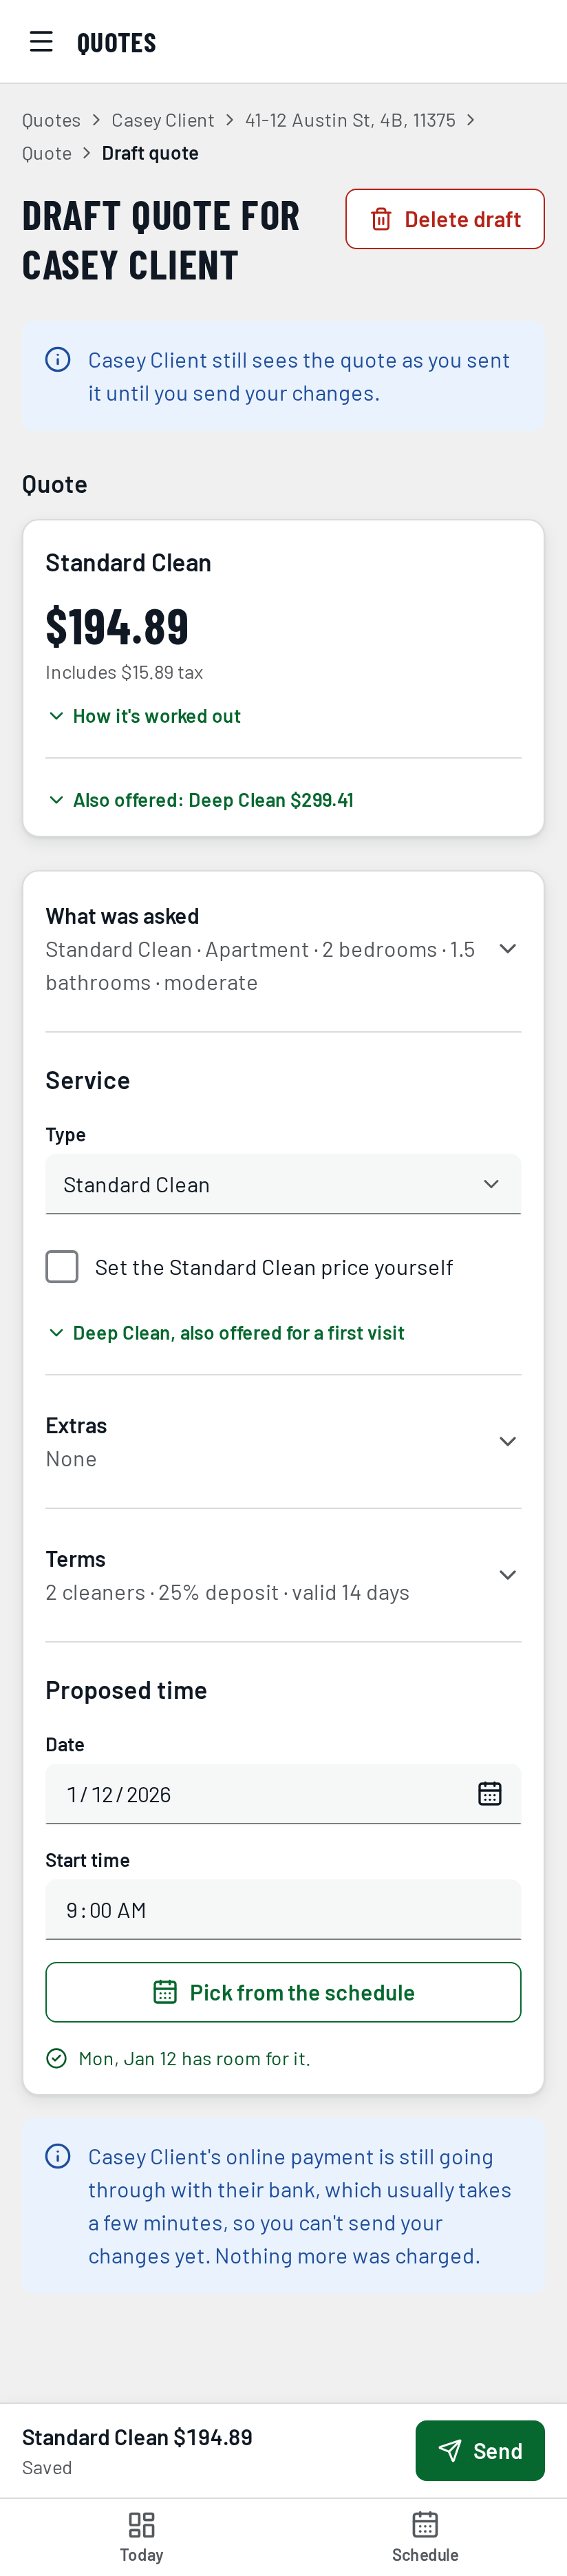 QUOTES
Quotes > Casey Client > 41-12 Austin St, 4B, 11375 >
Quote > Draft quote
DRAFT QUOTE FOR
CASEY CLIENT
Delete draft
Casey Client still sees the quote as you sent
it until you send your changes.
Quote
Standard Clean
$194.89
Includes $15.89 tax
How it's worked out
Also offered: Deep Clean $299.41
What was asked
Standard Clean · Apartment · 2 bedrooms · 1.5
bathrooms · moderate
Service
Type
Standard Clean
Set the Standard Clean price yourself
Deep Clean, also offered for a first visit
Extras
None
Terms
2 cleaners · 25% deposit · valid 14 days
Proposed time
Date
1/12/2026
Start time
9:00 AM
Pick from the schedule
Mon, Jan 12 has room for it.
Casey Client's online payment is still going
through with their bank, which usually takes
a few minutes, so you can't send your
changes yet. Nothing more was charged.
Standard Clean $194.89
Saved
Send
Today
Schedule